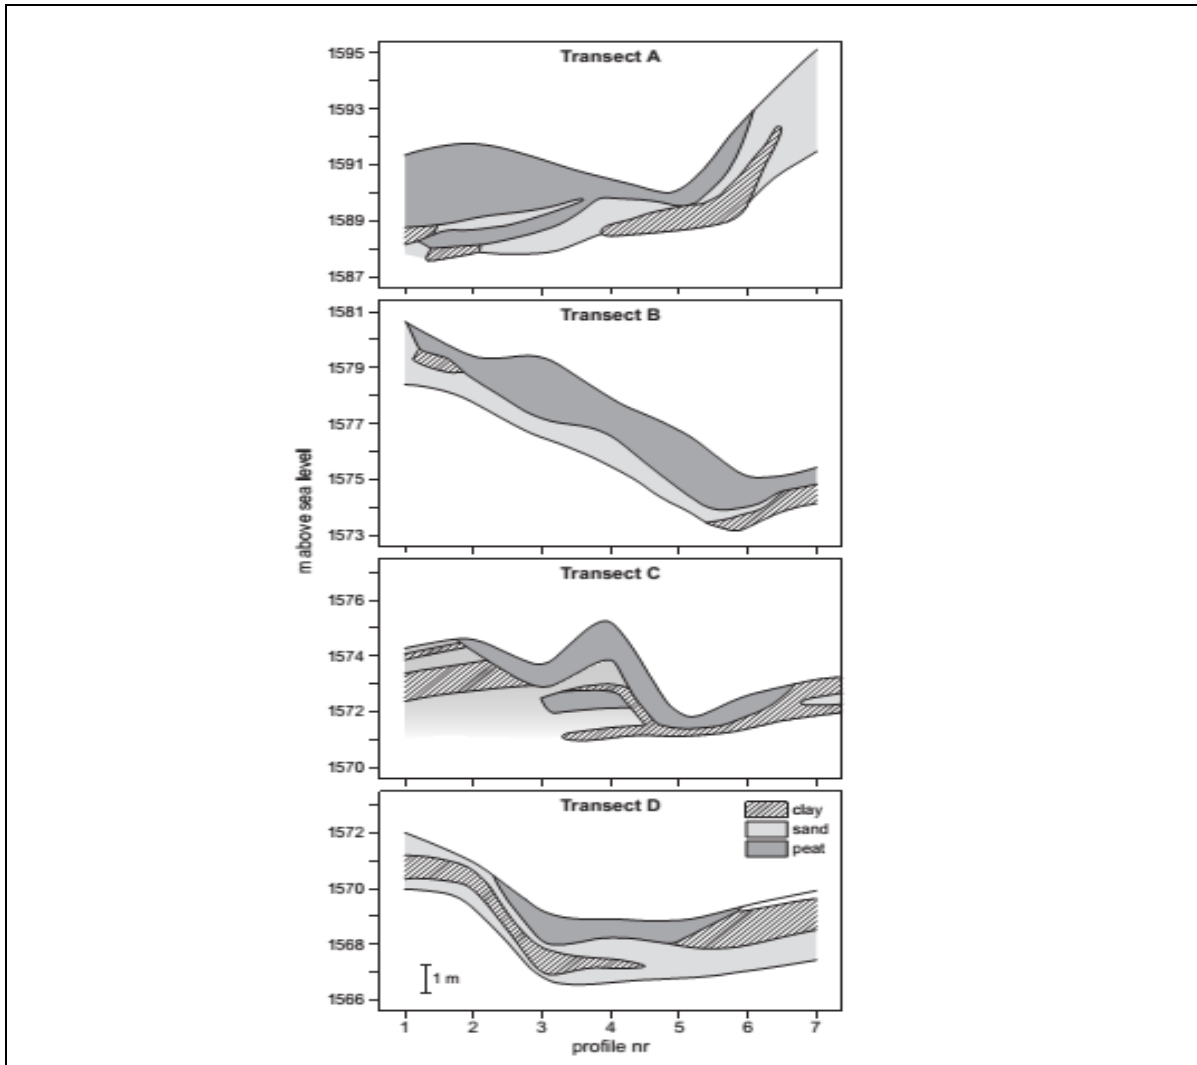 Transect A
1595
1593
1591
1589
1587
Transect B
1581
1579
1577
1575
1573
m above sea level
Transect C
1576
1574
1572
1570
Transect D
clay
sand
peat
1572
1570
1568
1566
1 m
1 2 3 4 5 6 7
profile nr